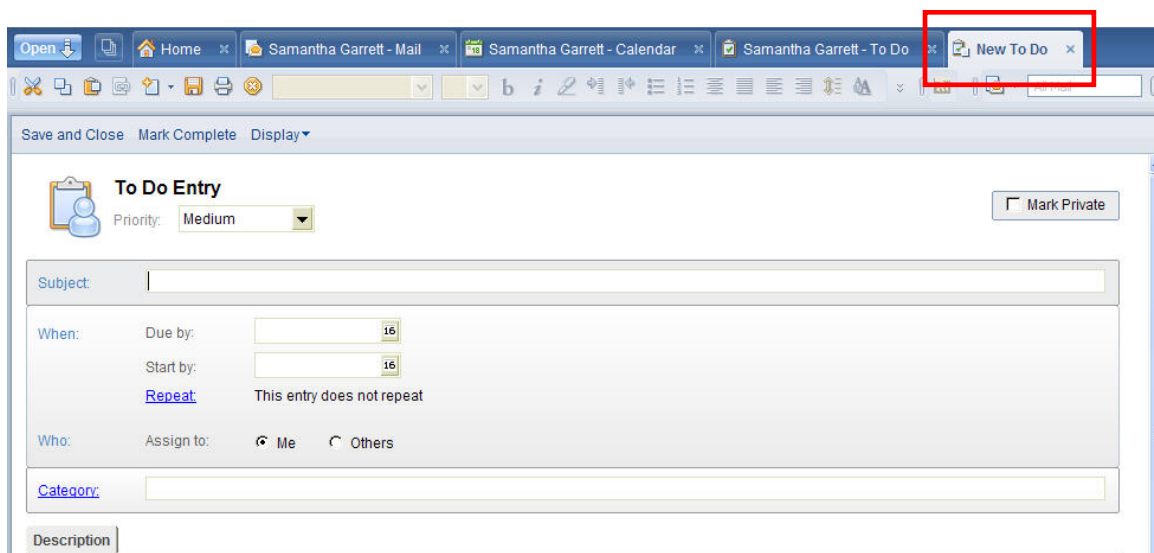 Open Home Samantha Garrett - Mail Samantha Garrett - Calendar Samantha Garrett - To Do New To Do
b i All Mail
Save and Close Mark Complete Display
To Do Entry
Priority: Medium
Mark Private
Subject:
When: Due by: 16
Start by: 16
Repeat: This entry does not repeat
Who: Assign to: Me Others
Category:
Description